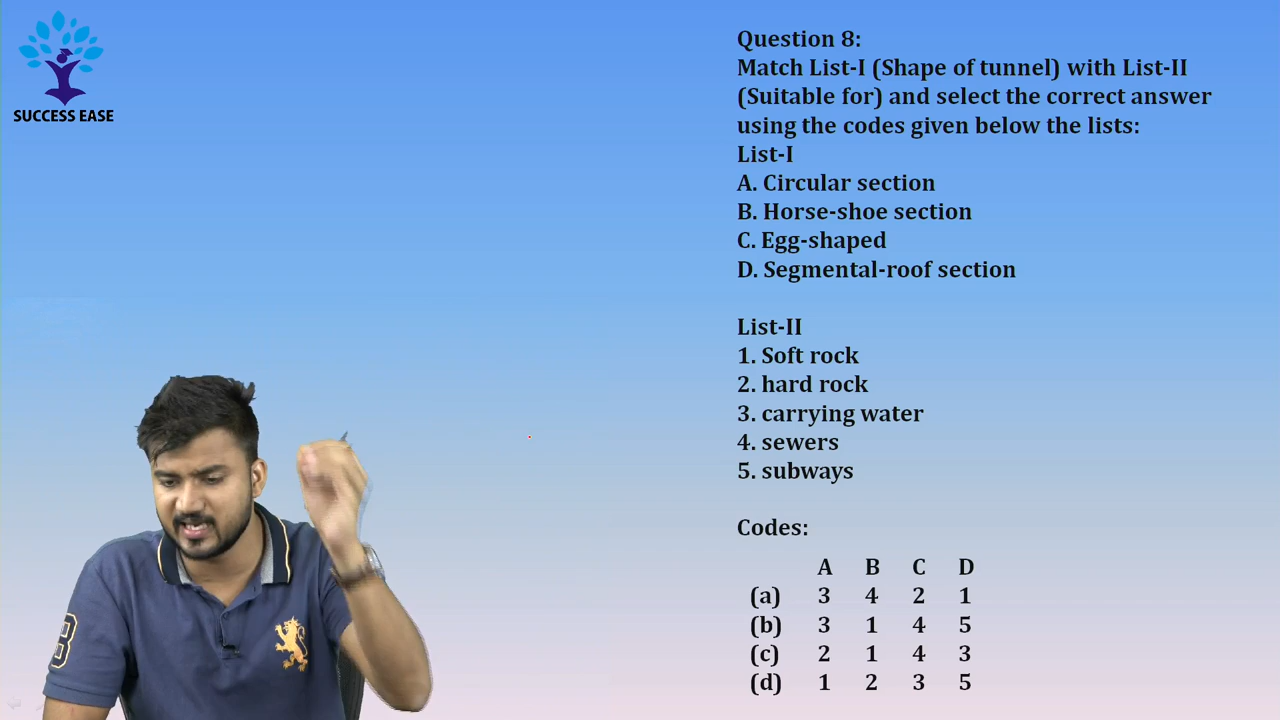 SUCCESS EASE
Question 8:
Match List-I (Shape of tunnel) with List-II
(Suitable for) and select the correct answer
using the codes given below the lists:
List-I
A. Circular section
B. Horse-shoe section
C. Egg-shaped
D. Segmental-roof section
List-II
1. Soft rock
2. hard rock
3. carrying water
4. sewers
5. subways
Codes:
A B C D
(a) 3 4 2 1
(b) 3 1 4 5
(c) 2 1 4 3
(d) 1 2 3 5